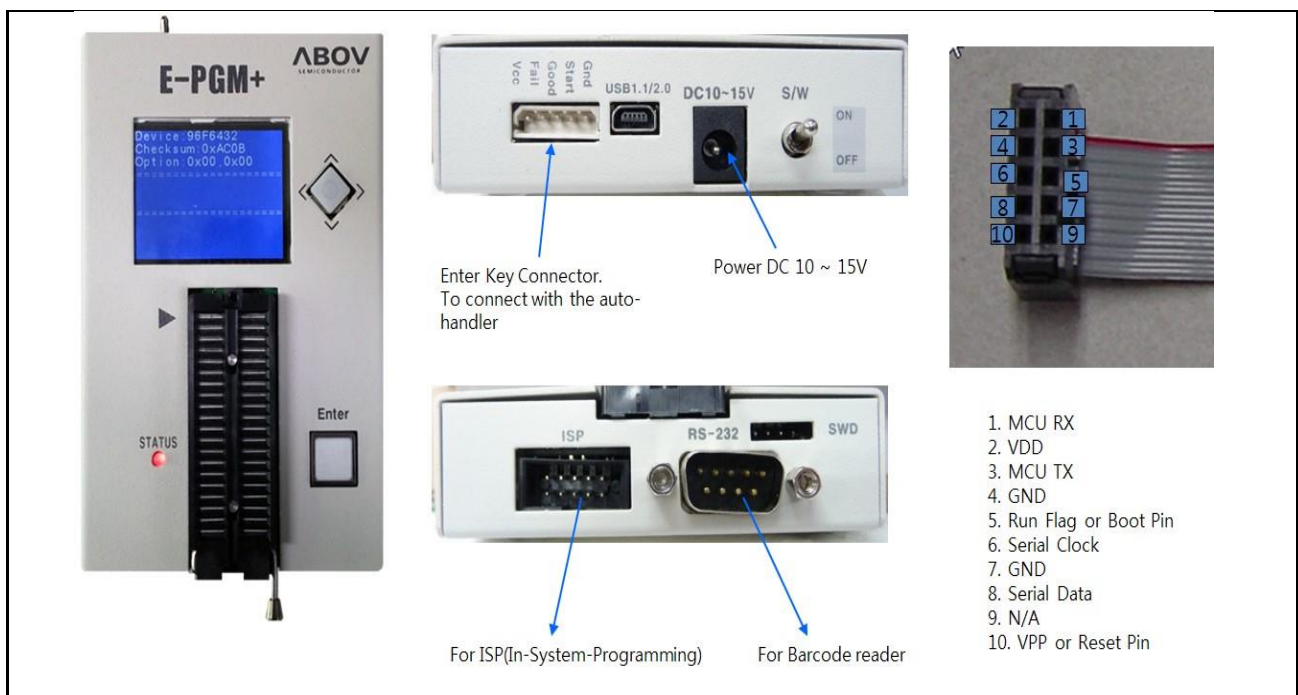 ABOV
SEMICONDUCTOR
E-PGM+
Device:96F6432
Checksum:0xAC0B
Option:0x00,0x00
Enter
STATUS
Vcc
Fail
Good
Start
Gnd
USB1.1/2.0
DC10~15V
S/W
ON
OFF
Enter Key Connector.
To connect with the auto-
handler
Power DC 10 ~ 15V
ISP
RS-232
SWD
For ISP(In-System-Programming)
For Barcode reader
2 1
4 3
6 5
8 7
10 9
1. MCU RX
2. VDD
3. MCU TX
4. GND
5. Run Flag or Boot Pin
6. Serial Clock
7. GND
8. Serial Data
9. N/A
10. VPP or Reset Pin